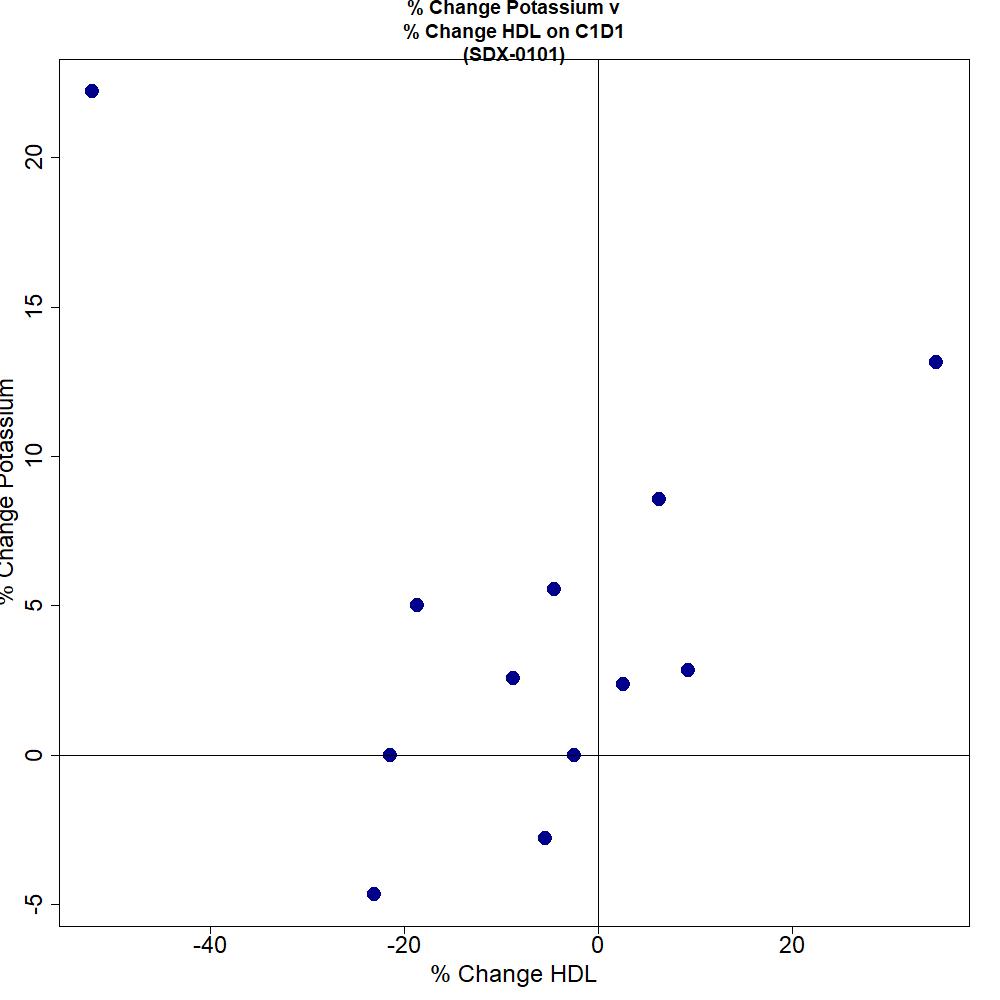 % Change Potassium v
% Change HDL on C1D1
(SDX-0101)
20
15
10
5
0
-5
% Change Potassium
-40
-20
0
20
% Change HDL